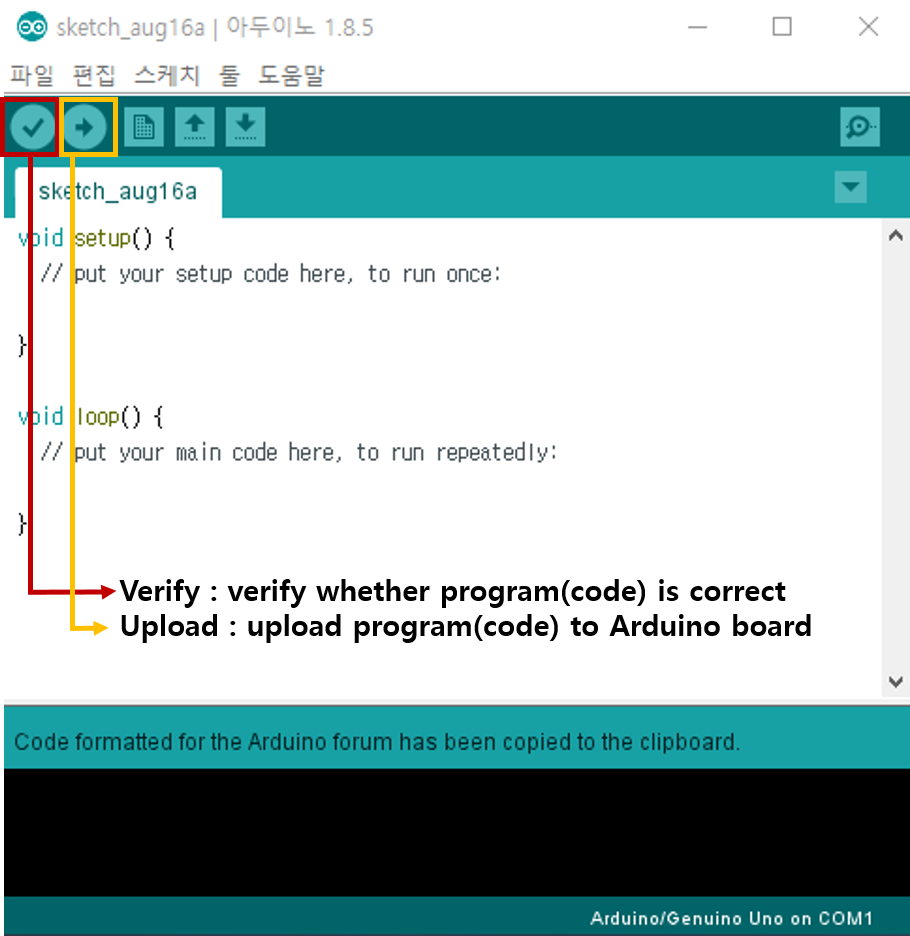 sketch_aug16a | 아두이노 1.8.5
파일 편집 스케치 툴 도움말
sketch_aug16a
void setup() {
// put your setup code here, to run once:
}
void loop() {
// put your main code here, to run repeatedly:
}
Verify : verify whether program(code) is correct
Upload : upload program(code) to Arduino board
Code formatted for the Arduino forum has been copied to the clipboard.
Arduino/Genuino Uno on COM1